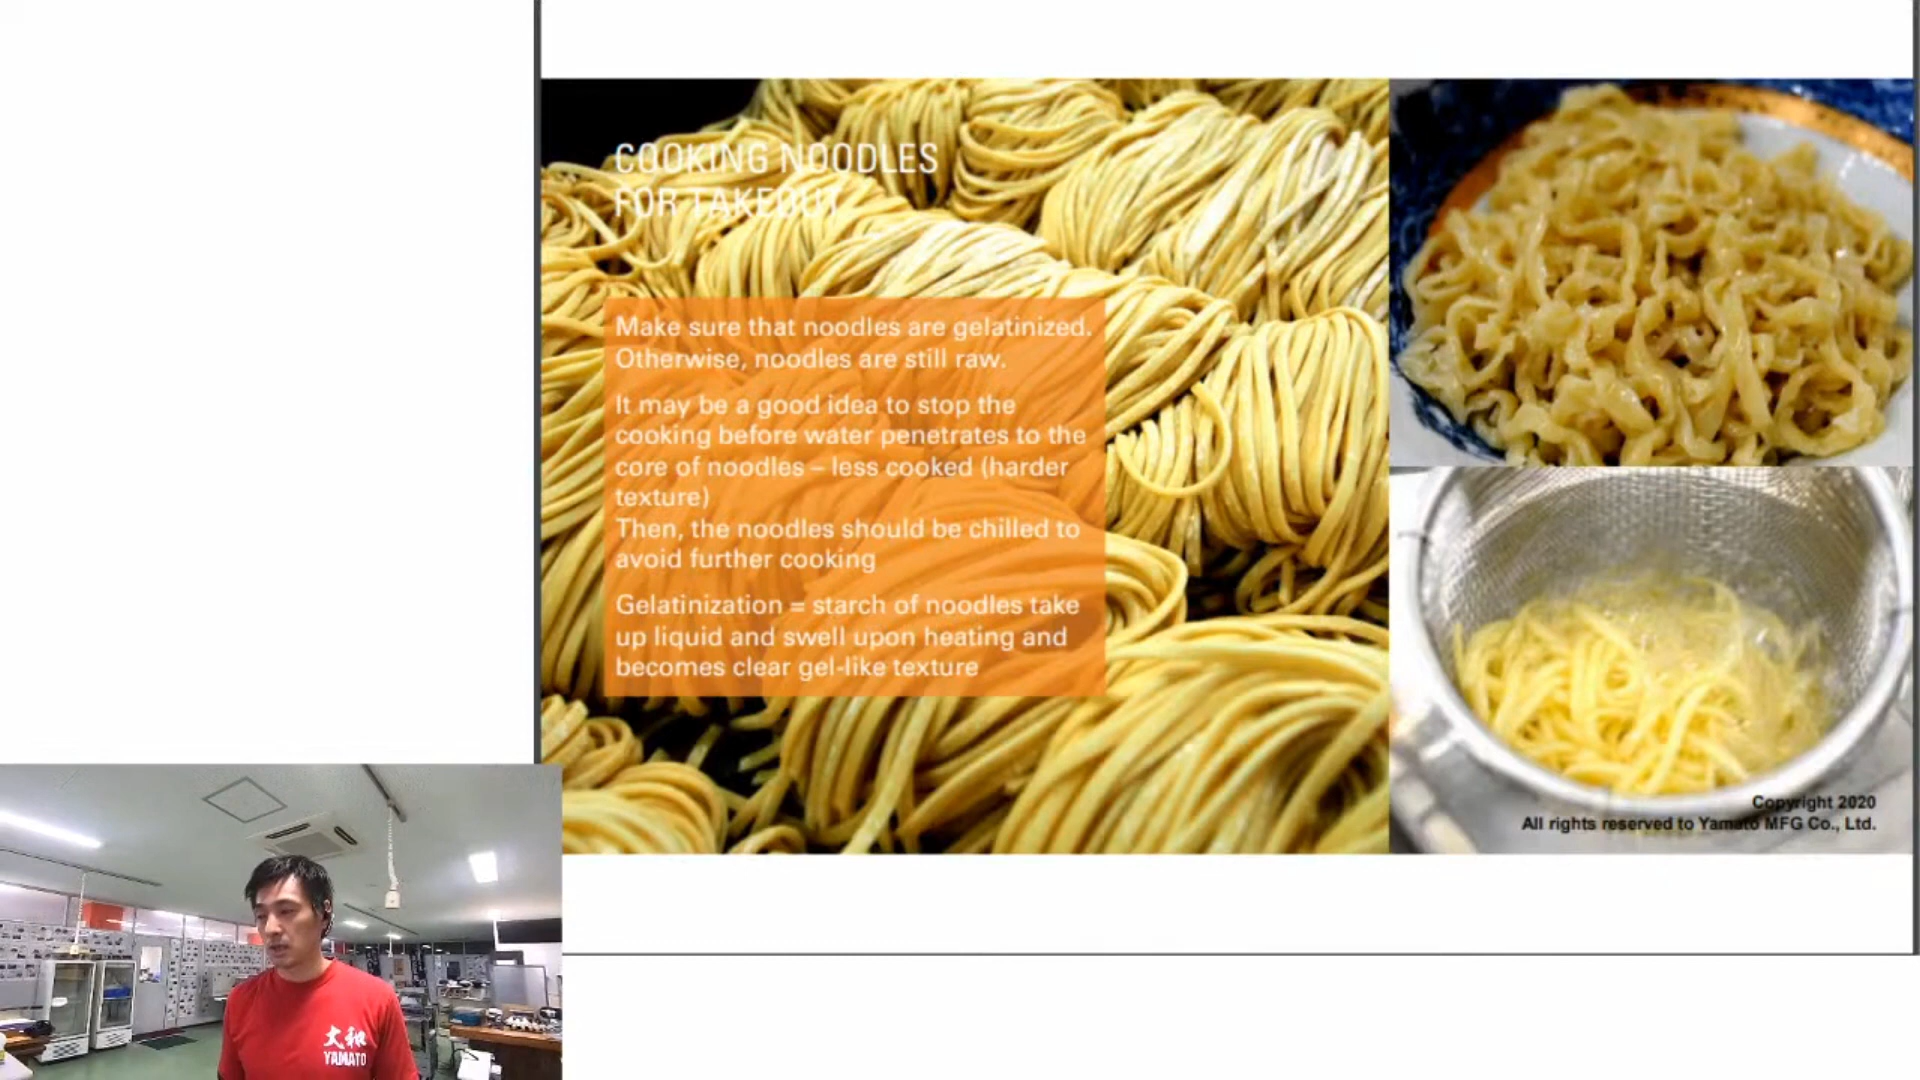 COOKING NOODLES
FOR TAKEOUT
Make sure that noodles are gelatinized.
Otherwise, noodles are still raw.
It may be a good idea to stop the
cooking before water penetrates to the
core of noodles – less cooked (harder
texture)
Then, the noodles should be chilled to
avoid further cooking
Gelatinization = starch of noodles take
up liquid and swell upon heating and
becomes clear gel-like texture
Copyright 2020
All rights reserved to Yamato MFG Co., Ltd.
大和
YAMATO